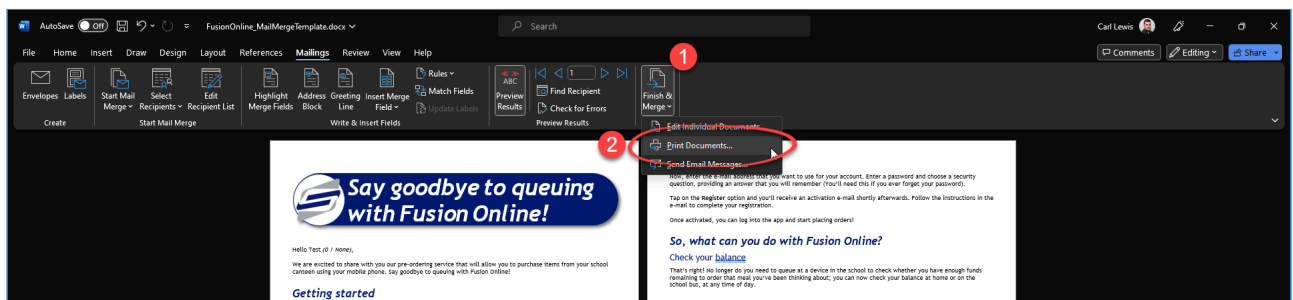 AutoSave Off FusionOnline_MailMergeTemplate.docx Search Carl Lewis
File Home Insert Draw Design Layout References Mailings Review View Help Comments Editing Share
1
Envelopes Labels
Create
Start Mail Merge Select Recipients Edit Recipient List
Start Mail Merge
Highlight Merge Fields Address Block Greeting Line Insert Merge Field
Rules
Match Fields
Update Labels
Write & Insert Fields
ABC
Preview Results
1
Find Recipient
Check for Errors
Preview Results
Finish & Merge
Edit Individual Documents...
2
Print Documents...
Send Email Messages...
Say goodbye to queuing
with Fusion Online!
Hello Test (0 / None),
We are excited to share with you our pre-ordering service that will allow you to purchase items from your school
canteen using your mobile phone. Say goodbye to queuing with Fusion Online!
Getting started
Now, enter the e-mail address that you want to use for your account. Enter a password and choose a security
question, providing an answer that you will remember (You'll need this if you ever forget your password).
Tap on the Register option and you'll receive an activation e-mail shortly afterwards. Follow the instructions in the
e-mail to complete your registration.
Once activated, you can log into the app and start placing orders!
So, what can you do with Fusion Online?
Check your balance
That's right! No longer do you need to queue at a device in the school to check whether you have enough funds
remaining to order that meal you've been thinking about; you can now check your balance at home or on the
school bus, at any time of day.